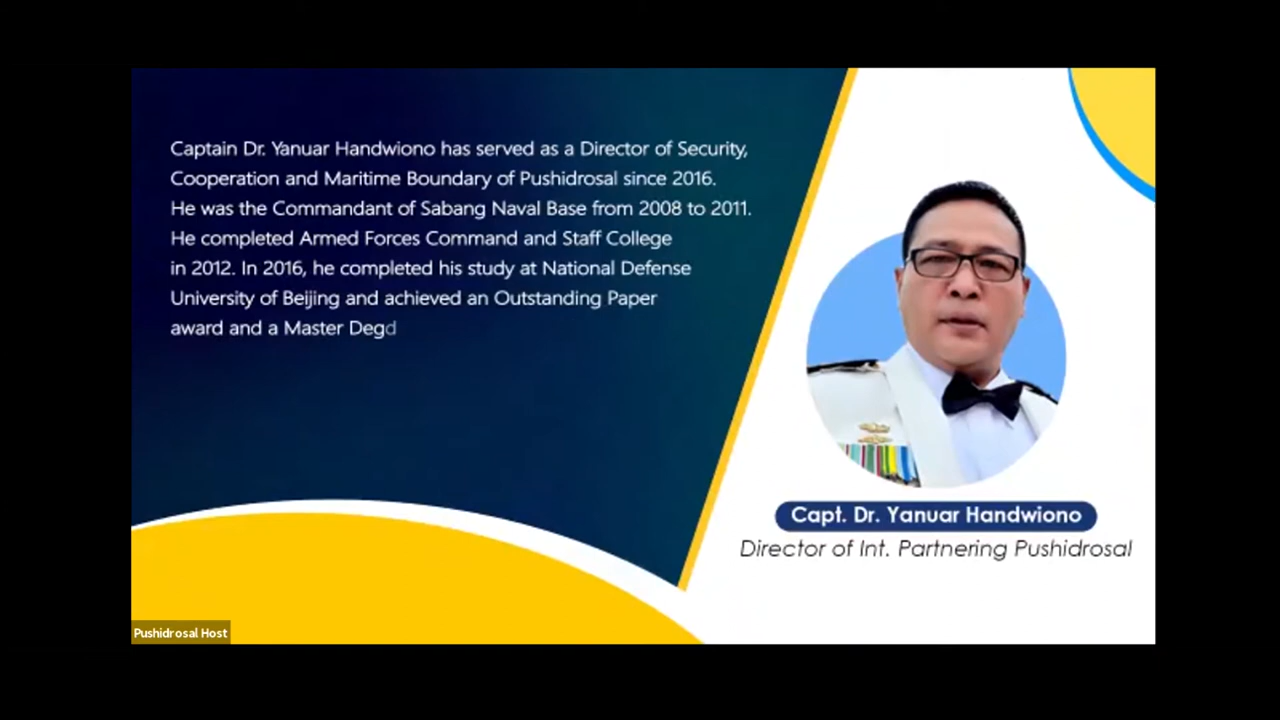 Captain Dr. Yanuar Handwiono has served as a Director of Security,
Cooperation and Maritime Boundary of Pushidrosal since 2016.
He was the Commandant of Sabang Naval Base from 2008 to 2011.
He completed Armed Forces Command and Staff College
in 2012. In 2016, he completed his study at National Defense
University of Beijing and achieved an Outstanding Paper
award and a Master Degd
Capt. Dr. Yanuar Handwiono
Director of Int. Partnering Pushidrosal
Pushidrosal Host